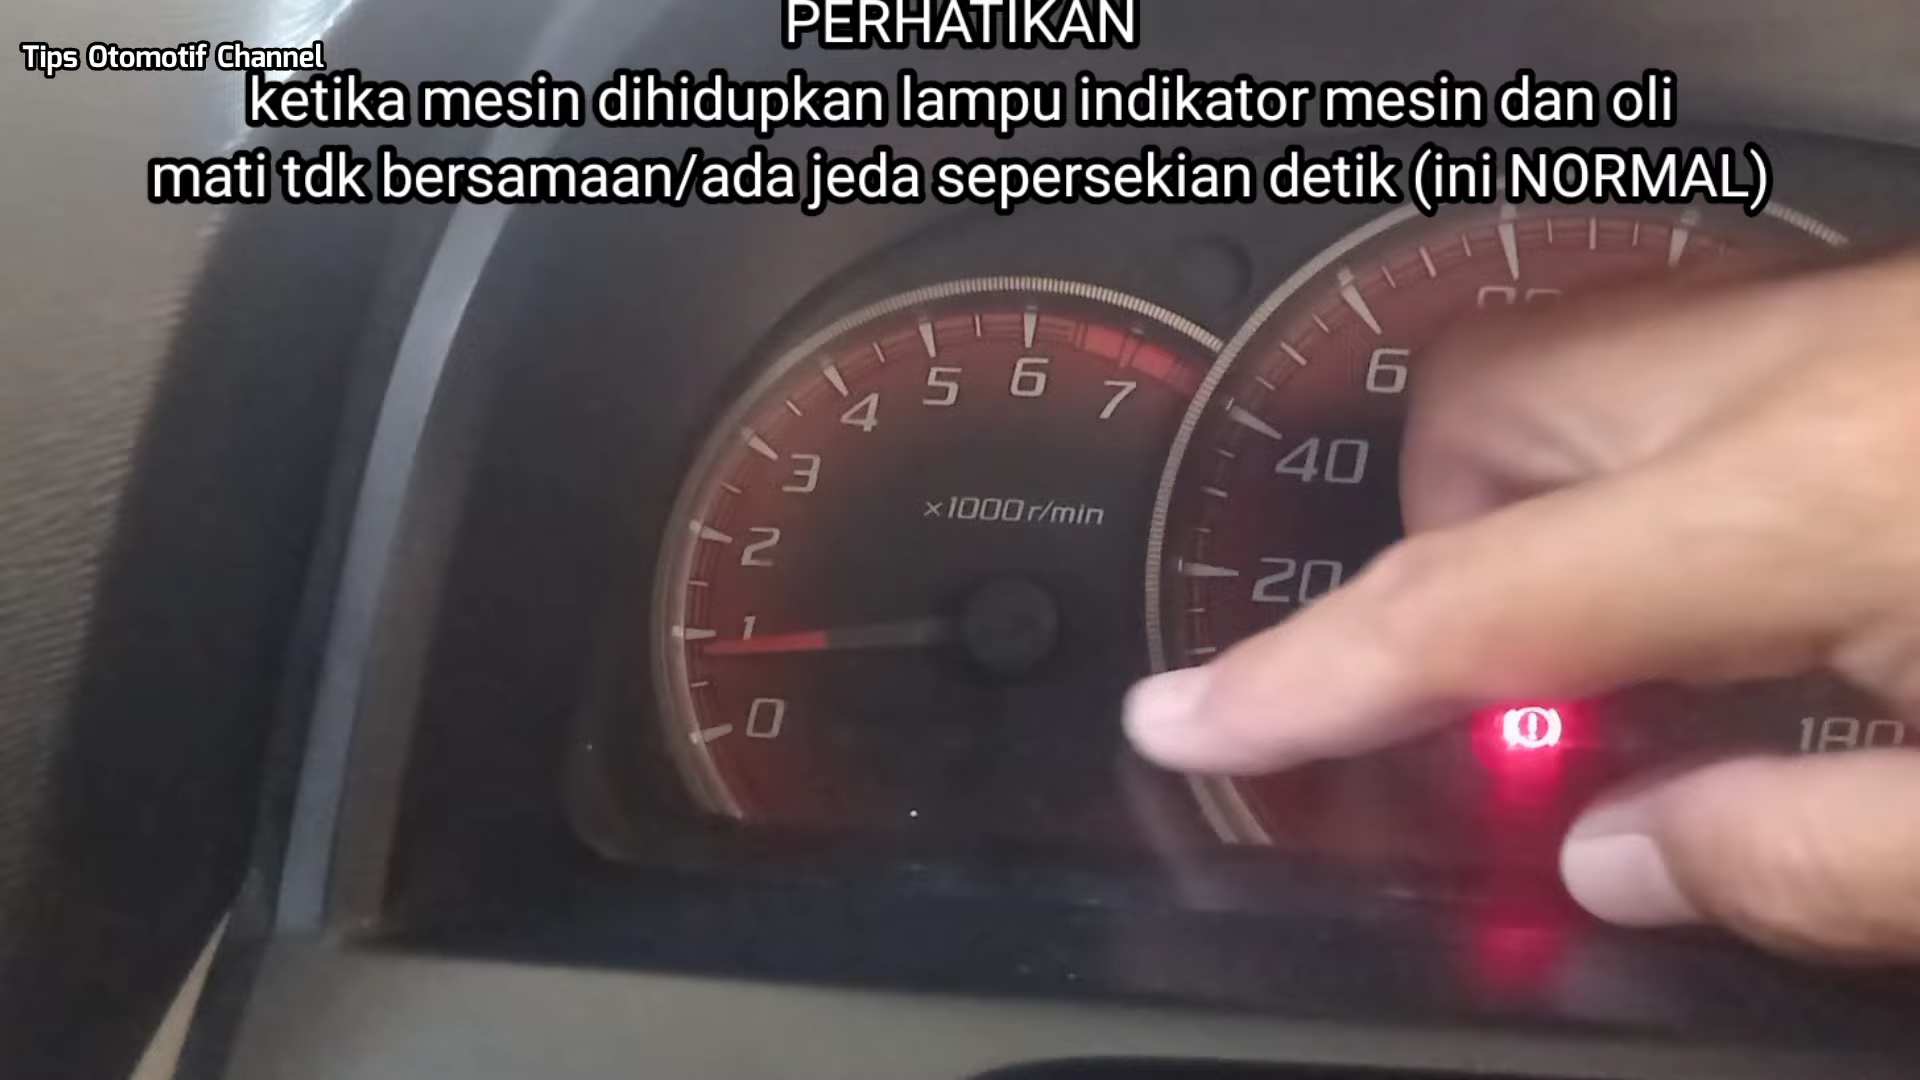 PERHATIKAN
Tips Otomotif Channel
ketika mesin dihidupkan lampu indikator mesin dan oli
mati tdk bersamaan/ada jeda sepersekian detik (ini NORMAL)
0
1
2
3
4
5
6
7
x1000r/min
20
40
180